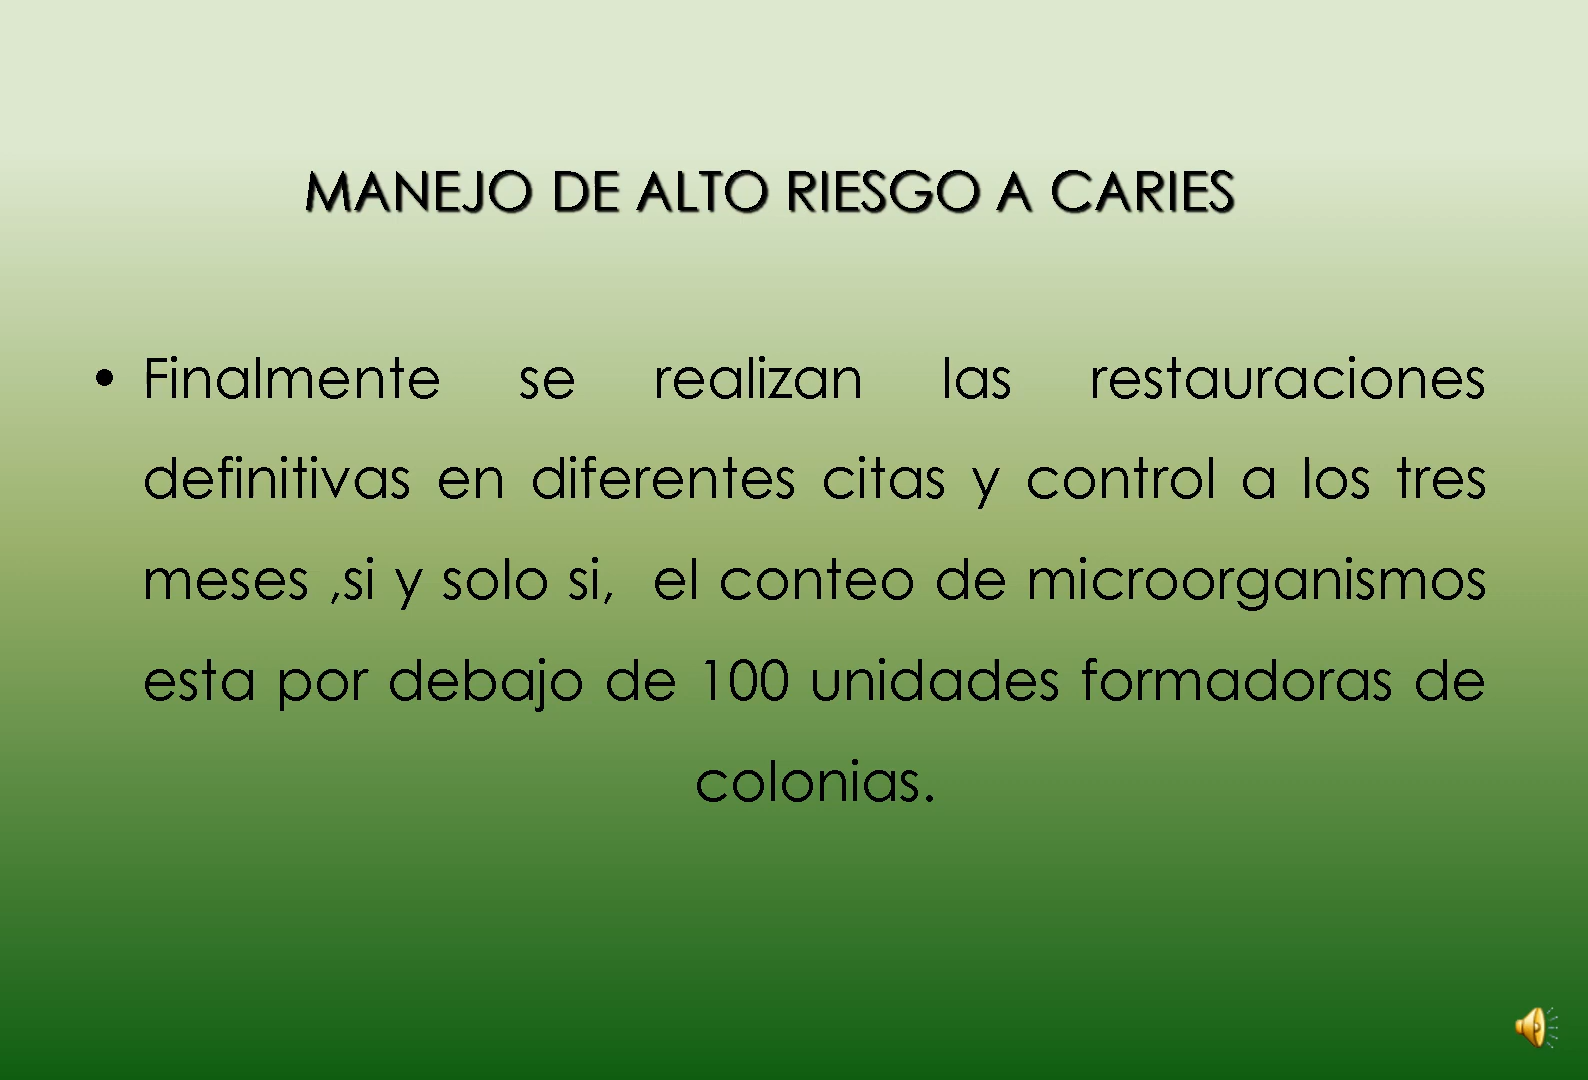 MANEJO DE ALTO RIESGO A CARIES
• Finalmente se realizan las restauraciones
definitivas en diferentes citas y control a los tres
meses ,si y solo si,  el conteo de microorganismos
esta por debajo de 100 unidades formadoras de
colonias.